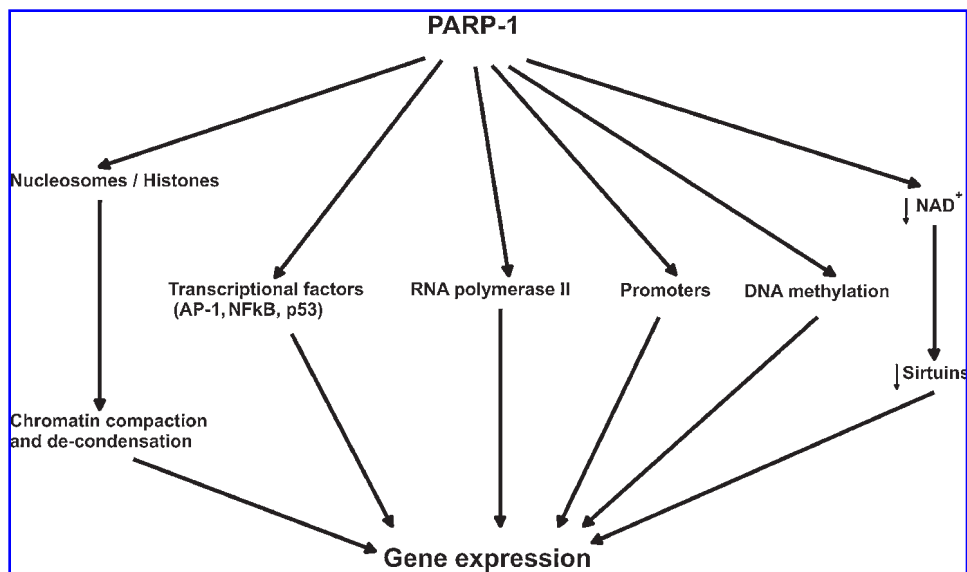 PARP-1
Nucleosomes / Histones
↓ NAD+
Transcriptional factors
(AP-1, NFkB, p53)
RNA polymerase II
Promoters
DNA methylation
↓ Sirtuins
Chromatin compaction
and de-condensation
Gene expression